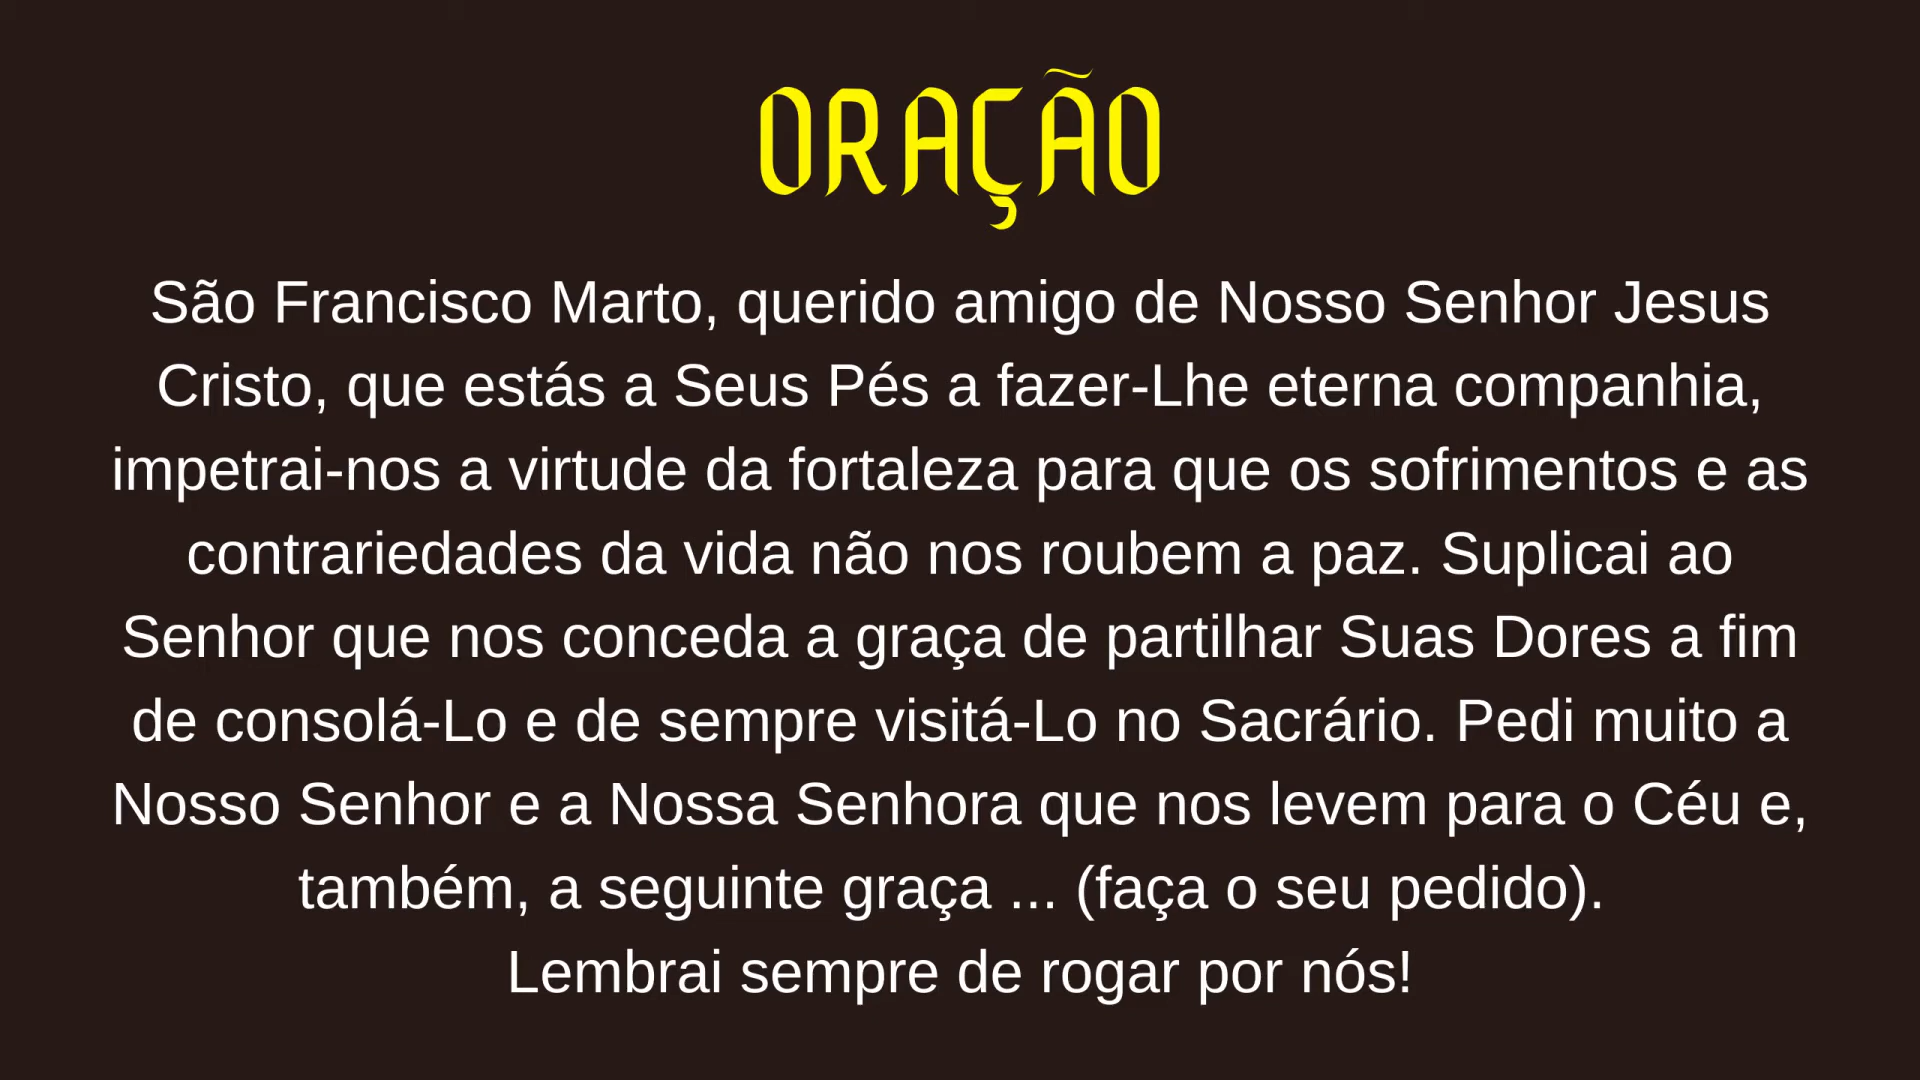 ORAÇÃO
São Francisco Marto, querido amigo de Nosso Senhor Jesus
Cristo, que estás a Seus Pés a fazer-Lhe eterna companhia,
impetrai-nos a virtude da fortaleza para que os sofrimentos e as
contrariedades da vida não nos roubem a paz. Suplicai ao
Senhor que nos conceda a graça de partilhar Suas Dores a fim
de consolá-Lo e de sempre visitá-Lo no Sacrário. Pedi muito a
Nosso Senhor e a Nossa Senhora que nos levem para o Céu e,
também, a seguinte graça ... (faça o seu pedido).
Lembrai sempre de rogar por nós!